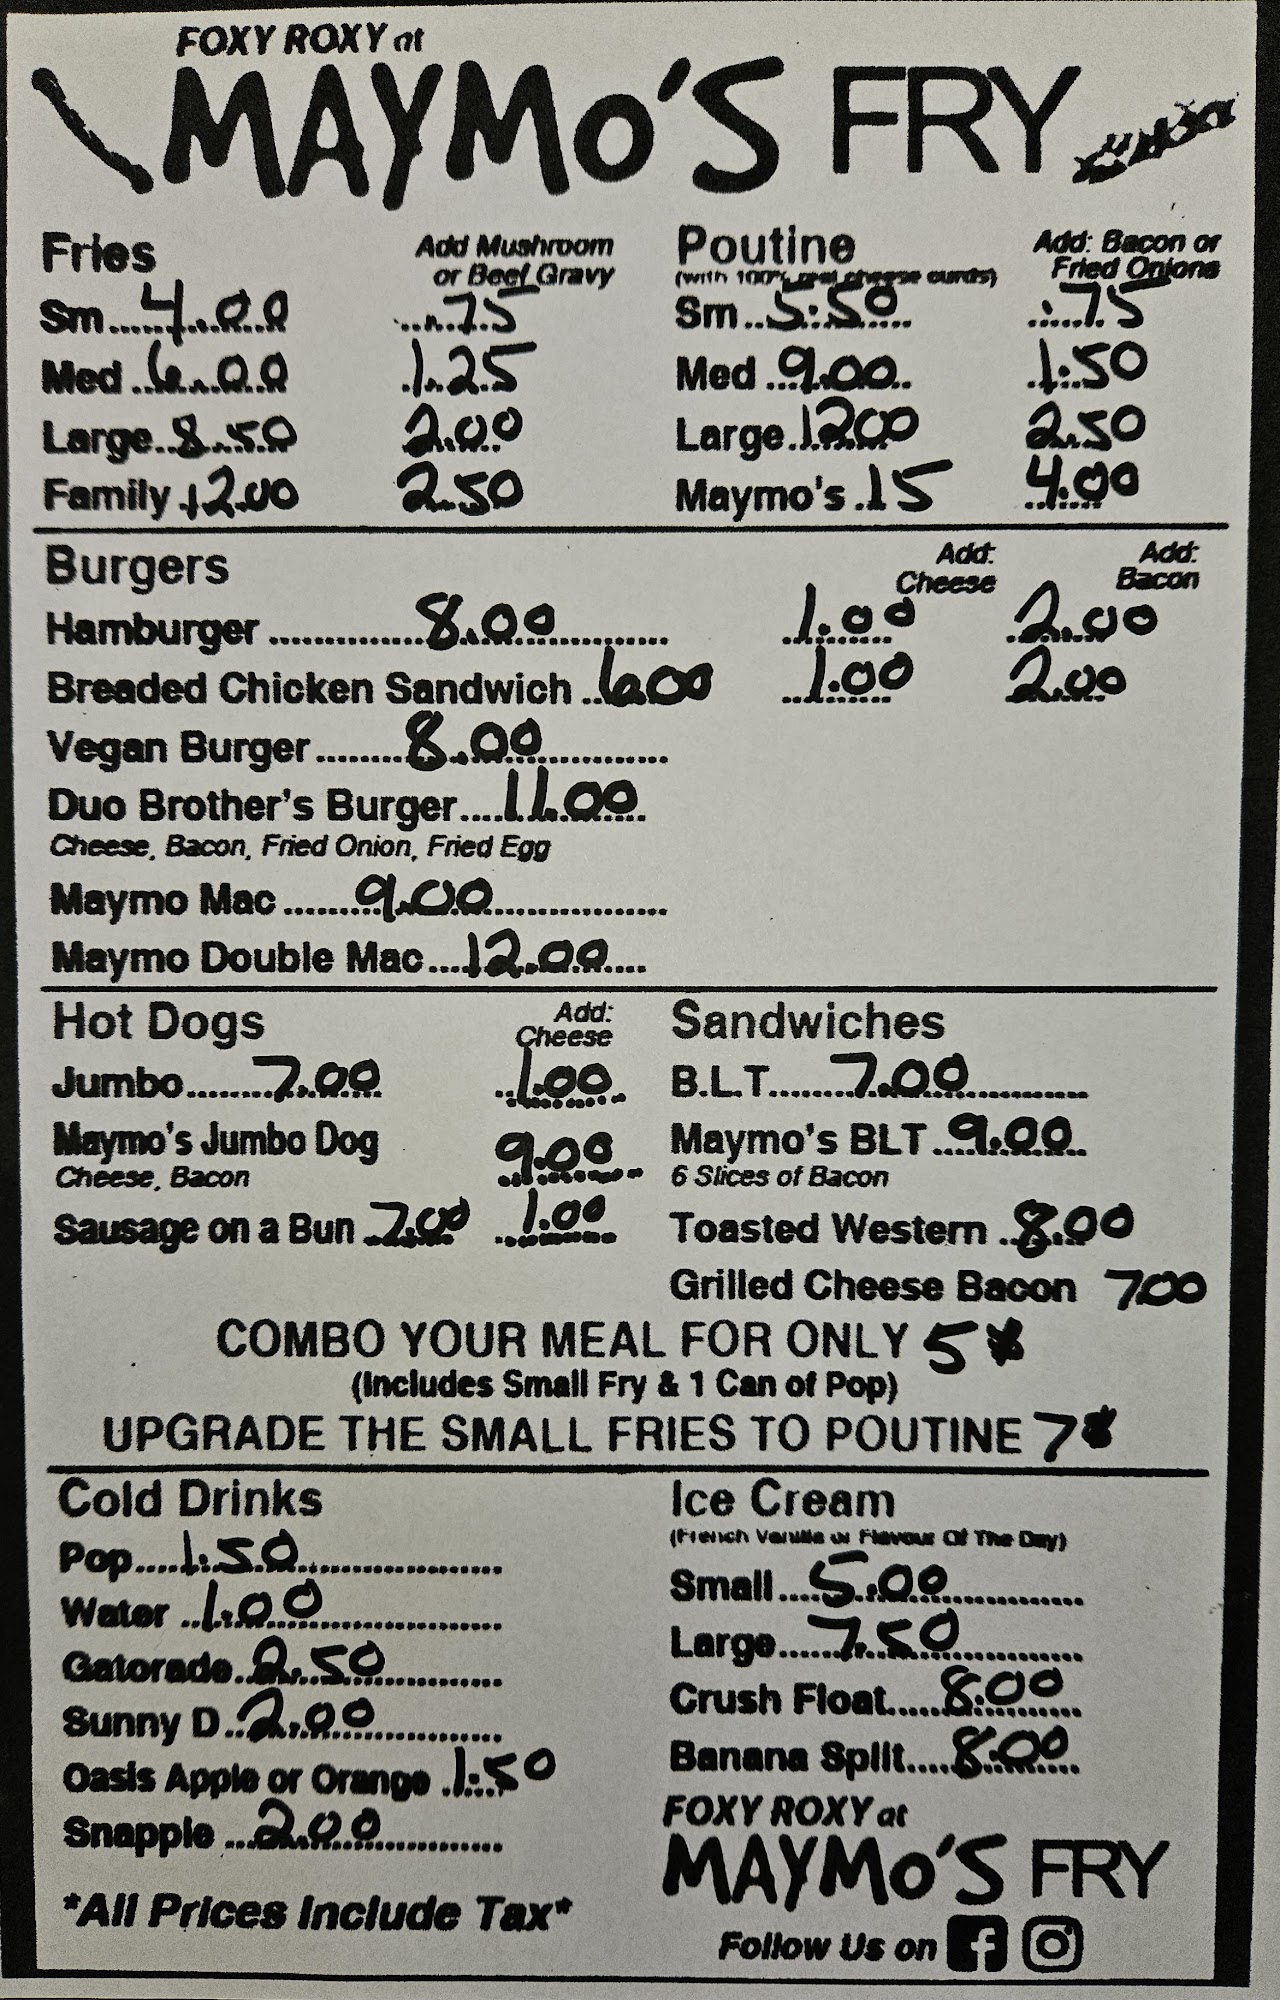 FOXY ROXY at
MAYMO'S FRY
Fries
Add Mushroom
or Beef Gravy
Sm 4.00 .75
Med 6.00 1.25
Large 8.50 2.00
Family 12.00 2.50
Poutine
(with 100% real cheese curds)
Add: Bacon or
Fried Onions
Sm 5.50 .75
Med 9.00 1.50
Large 12.00 2.50
Maymo's 15 4.00
Burgers
Add:
Cheese
Add:
Bacon
Hamburger 8.00 1.00 2.00
Breaded Chicken Sandwich 6.00 1.00 2.00
Vegan Burger 8.00
Duo Brother's Burger 11.00
Cheese, Bacon, Fried Onion, Fried Egg
Maymo Mac 9.00
Maymo Double Mac 12.00
Hot Dogs
Add:
Cheese
Jumbo 7.00 1.00
Maymo's Jumbo Dog 9.00
Cheese, Bacon
Sausage on a Bun 7.00 1.00
Sandwiches
B.L.T. 7.00
Maymo's BLT 9.00
6 Slices of Bacon
Toasted Western 8.00
Grilled Cheese Bacon 7.00
COMBO YOUR MEAL FOR ONLY 5
(Includes Small Fry & 1 Can of Pop)
UPGRADE THE SMALL FRIES TO POUTINE 7
Cold Drinks
Pop 1.50
Water 1.00
Gatorade 2.50
Sunny D 2.00
Oasis Apple or Orange 1.50
Snapple 2.00
*All Prices Include Tax*
Ice Cream
(French Vanilla or Flavour Of The Day)
Small 5.00
Large 7.50
Crush Float 8.00
Banana Split 8.00
FOXY ROXY at
MAYMO'S FRY
Follow Us on